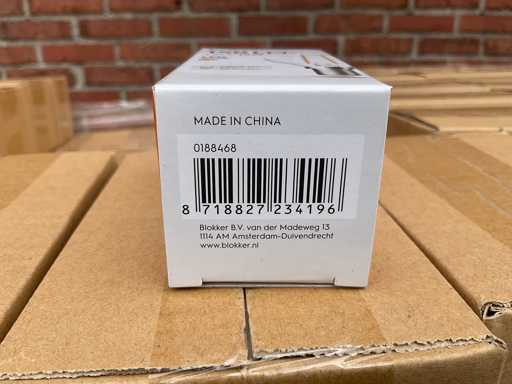 MADE IN CHINA
0188468
8 718827 234196
Blokker B.V. van der Madeweg 13
1114 AM Amsterdam-Duivendrecht
www.blokker.nl